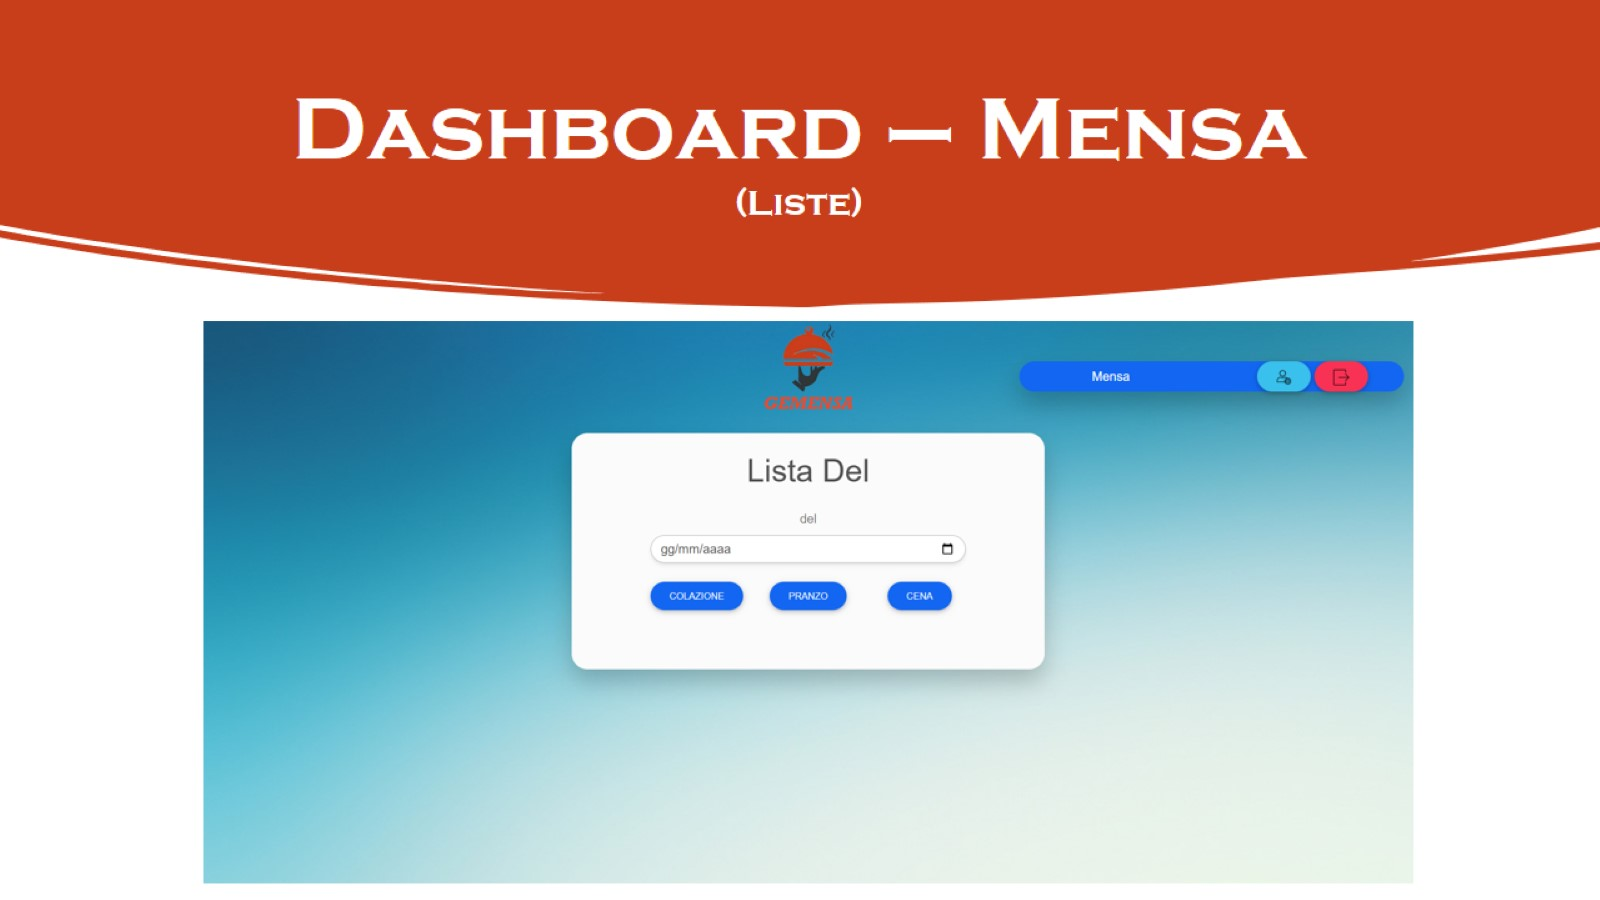 DASHBOARD – MENSA
(LISTE)
GEMENSA
Mensa
Lista Del
del
gg/mm/aaaa
COLAZIONE PRANZO CENA